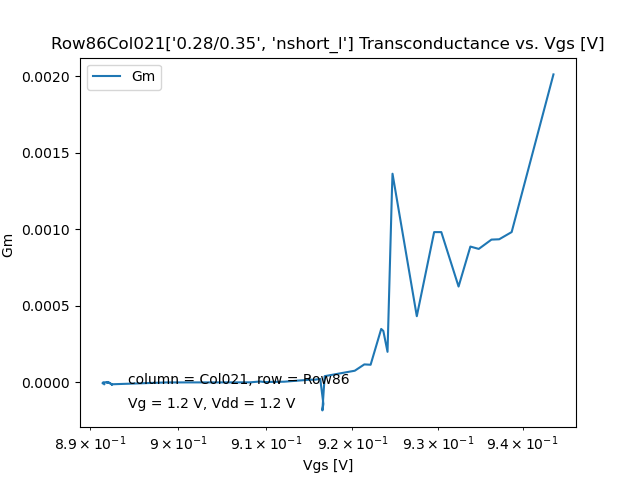 Row86Col021['0.28/0.35', 'nshort_l'] Transconductance vs. Vgs [V]
Gm
0.0020
0.0015
0.0010
0.0005
0.0000
Gm
column = Col021, row = Row86
Vg = 1.2 V, Vdd = 1.2 V
8.9 × 10⁻¹ 9 × 10⁻¹ 9.1 × 10⁻¹ 9.2 × 10⁻¹ 9.3 × 10⁻¹ 9.4 × 10⁻¹
Vgs [V]